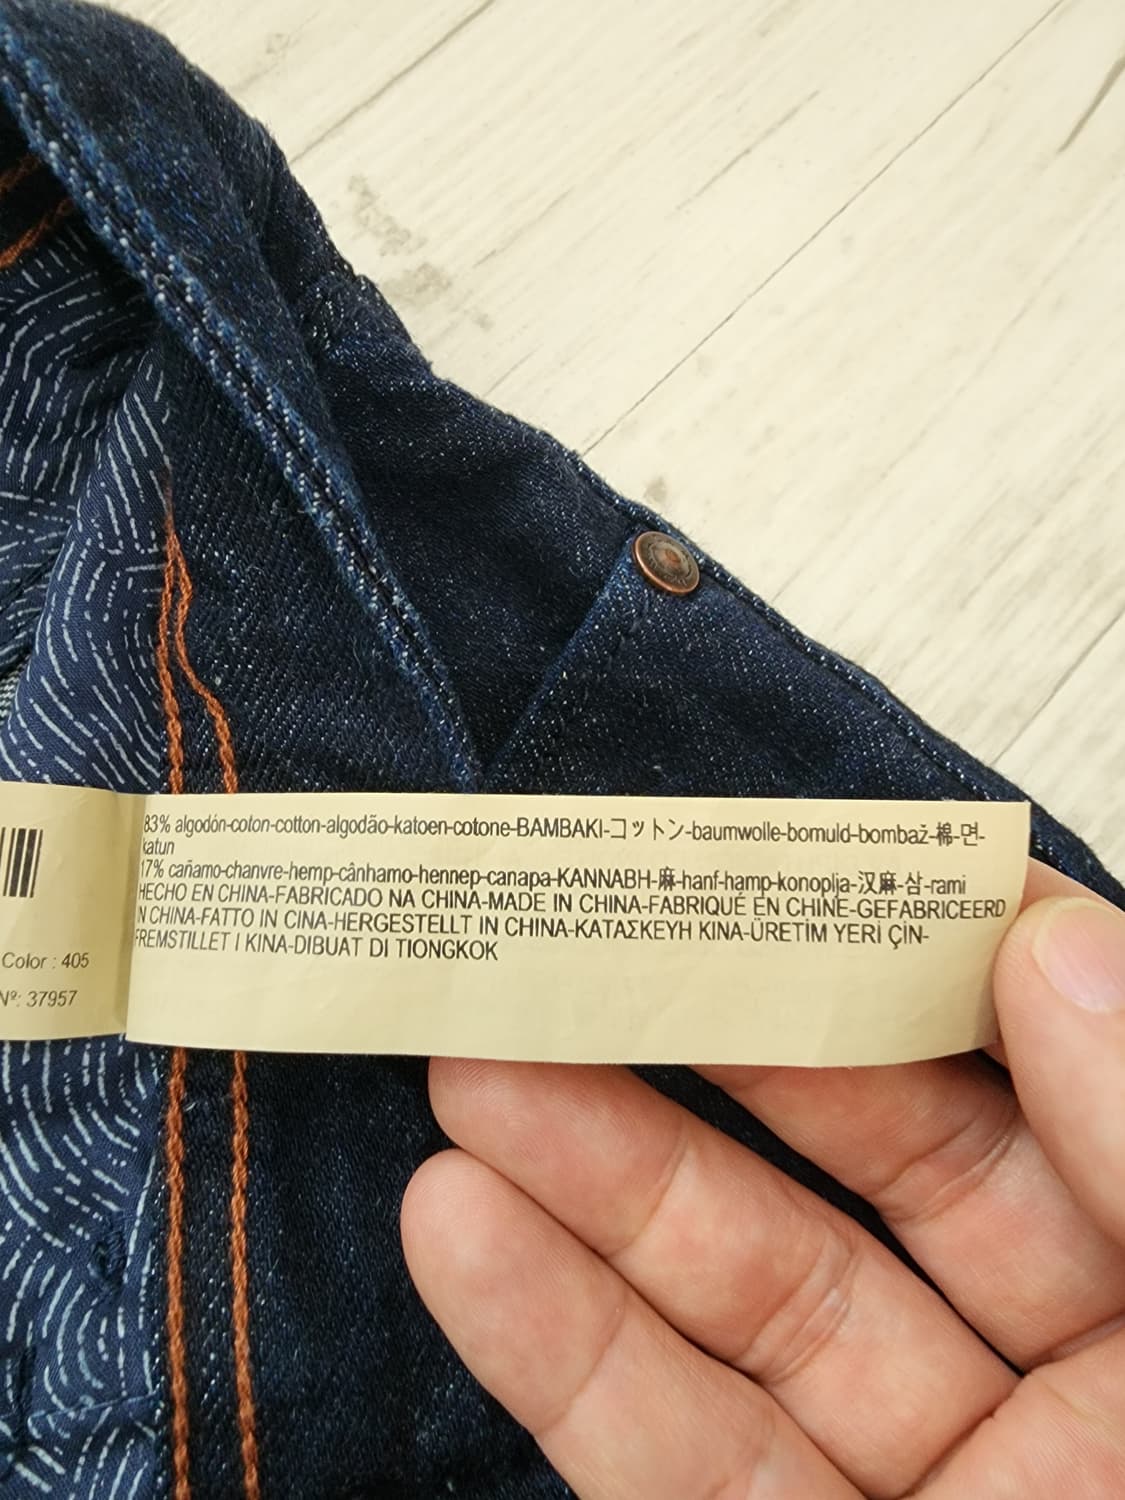 83% algodón-coton-cotton-algodão-katoen-cotone-BAMBAKI-コットン-baumwolle-bomuld-bombaž-棉-면-
katun
17% cañamo-chanvre-hemp-cânhamo-hennep-canapa-KANNABH-麻-hanf-hamp-konoplja-汉麻-삼-rami
HECHO EN CHINA-FABRICADO NA CHINA-MADE IN CHINA-FABRIQUÉ EN CHINE-GEFABRICEERD
IN CHINA-FATTO IN CINA-HERGESTELLT IN CHINA-ΚΑΤΑΣΚΕΥΗ ΚΙΝΑ-ÜRETİM YERİ ÇİN-
FREMSTILLET I KINA-DIBUAT DI TIONGKOK
Color : 405
Nº: 37957